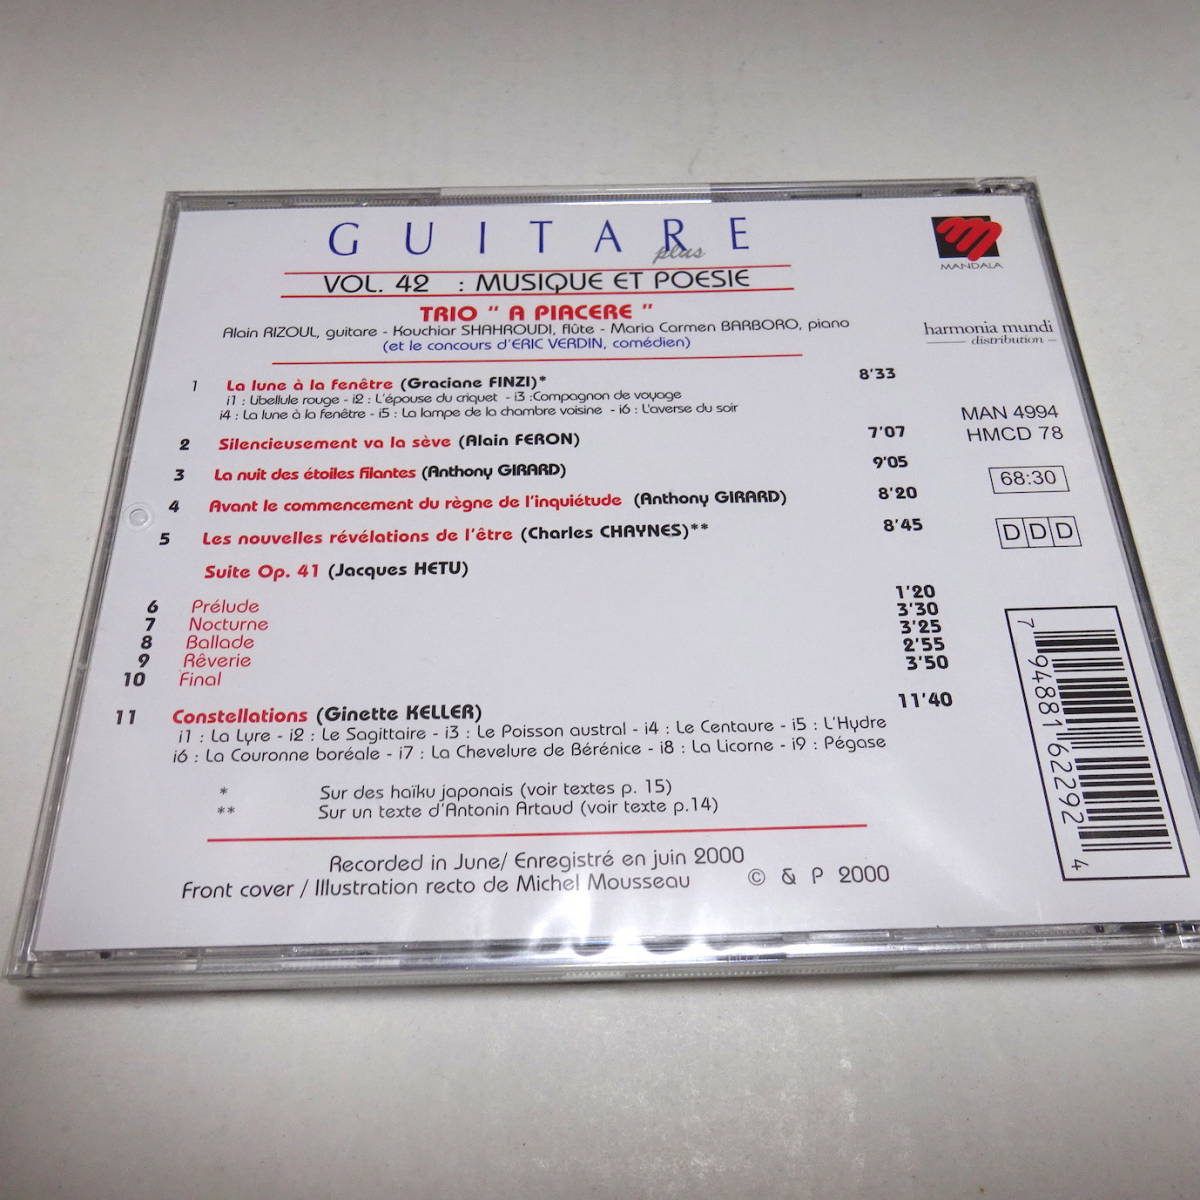 GUITARE
plus
VOL. 42 : MUSIQUE ET POESIE
TRIO " A PIACERE "
Alain RIZOUL, guitare - Kouchiar SHAHROUDI, flûte - Maria Carmen BARBORO, piano
(et le concours d'ERIC VERDIN, comédien)
MANDALA
harmonia mundi
distribution
MAN 4994
HMCD 78
68:30
DDD
1 La lune à la fenêtre (Graciane FINZI)* 8'33
i1 : Libellule rouge - i2 : L'épouse du criquet - i3 :Compagnon de voyage
i4 : La lune à la fenêtre - i5 : La lampe de la chambre voisine - i6 : L'averse du soir
2 Silencieusement va la sève (Alain FERON) 7'07
3 La nuit des étoiles filantes (Anthony GIRARD) 9'05
4 Avant le commencement du règne de l'inquiétude (Anthony GIRARD) 8'20
5 Les nouvelles révélations de l'être (Charles CHAYNES)** 8'45
Suite Op. 41 (Jacques HETU)
6 Prélude 1'20
7 Nocturne 3'30
8 Ballade 3'25
9 Rêverie 2'55
10 Final 3'50
11 Constellations (Ginette KELLER) 11'40
i1 : La Lyre - i2 : Le Sagittaire - i3 : Le Poisson austral - i4 : Le Centaure - i5 : L'Hydre
i6 : La Couronne boréale - i7 : La Chevelure de Bérénice - i8 : La Licorne - i9 : Pégase
* Sur des haïku japonais (voir textes p. 15)
** Sur un texte d'Antonin Artaud (voir texte p.14)
Recorded in June/ Enregistré en juin 2000
Front cover / Illustration recto de Michel Mousseau © & P 2000
7 94881 62292 4